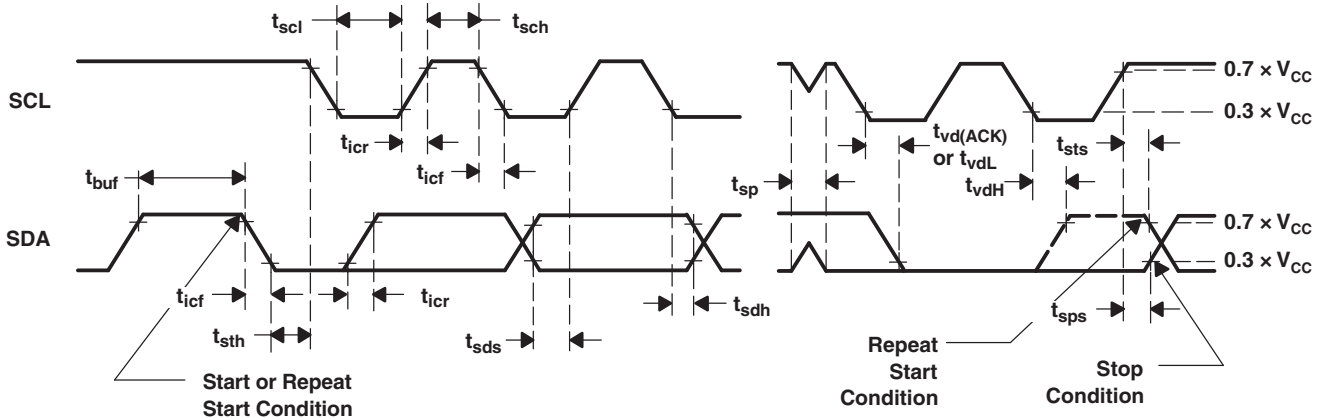 tscl
tsch
0.7 × VCC
SCL
0.3 × VCC
ticr
tvd(ACK)
or tvdL
tsts
tbuf
ticf
tsp
tvdH
SDA
0.7 × VCC
0.3 × VCC
ticf
ticr
tsdh
tsps
tsth
tsds
Repeat
Start
Condition
Stop
Condition
Start or Repeat
Start Condition